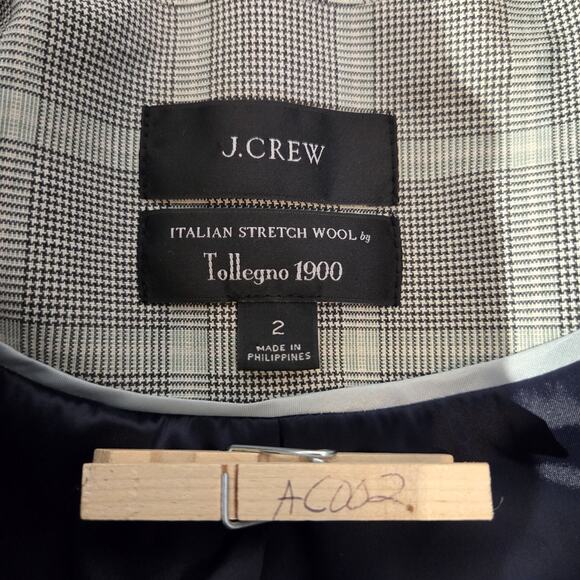 J.CREW
ITALIAN STRETCH WOOL by
Tollegno 1900
2
MADE IN
PHILIPPINES
AC002